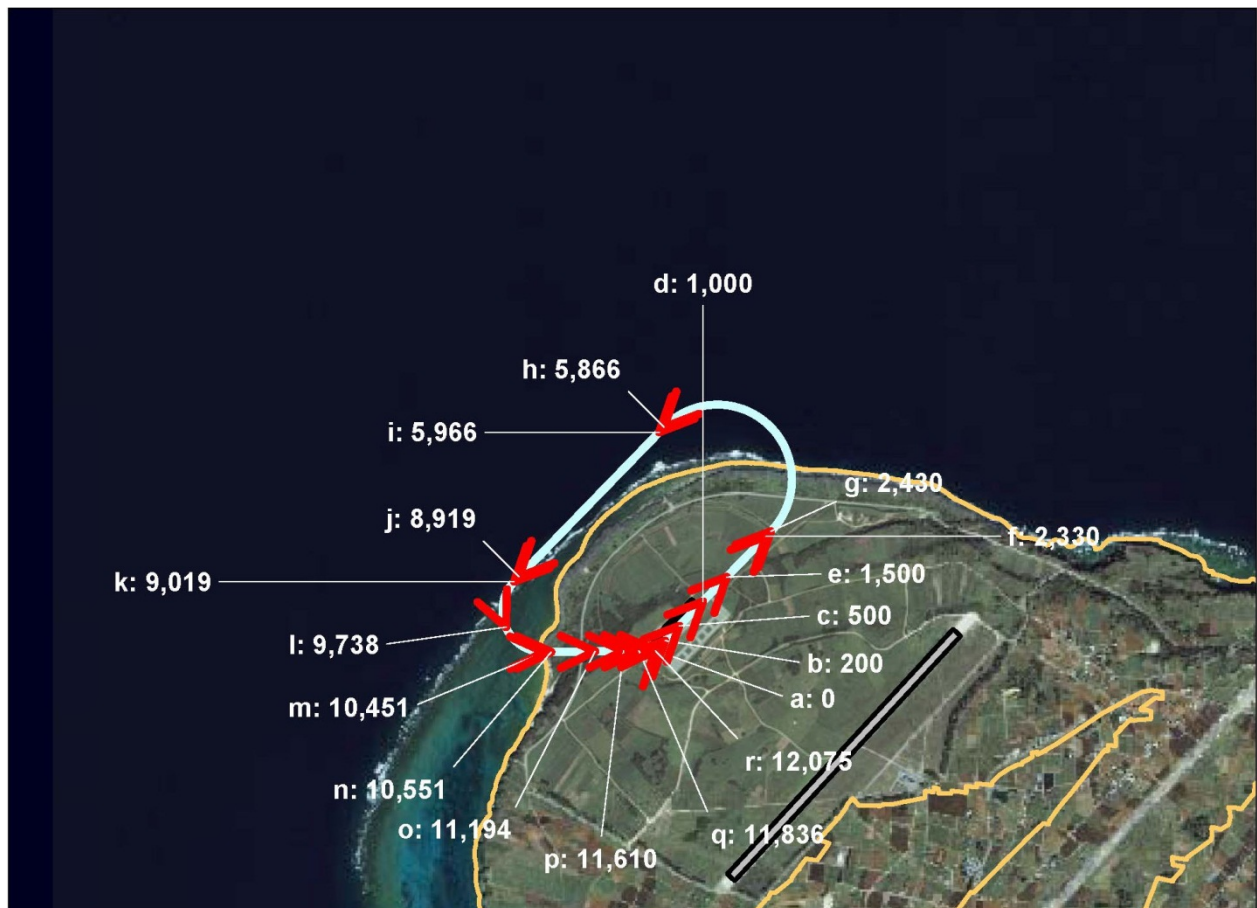 d: 1,000
h: 5,866
i: 5,966
g: 2,430
j: 8,919
f: 2,330
k: 9,019
e: 1,500
c: 500
l: 9,738
b: 200
m: 10,451
a: 0
r: 12,075
n: 10,551
o: 11,194
q: 11,836
p: 11,610